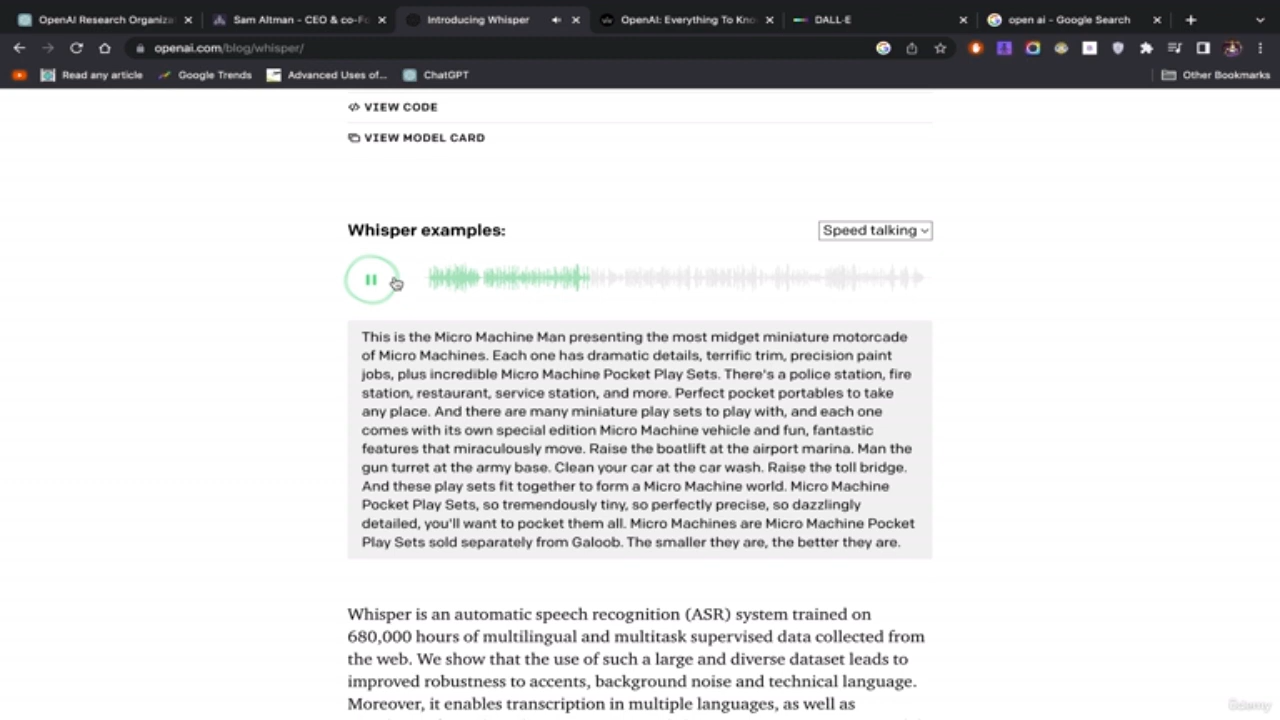 OpenAI Research Organiza
Sam Altman - CEO & co-Fo
Introducing Whisper
OpenAI: Everything To Kno
DALL-E
open ai - Google Search
openai.com/blog/whisper/
Read any article
Google Trends
Advanced Uses of...
ChatGPT
Other Bookmarks
VIEW CODE
VIEW MODEL CARD
Whisper examples:
Speed talking
This is the Micro Machine Man presenting the most midget miniature motorcade
of Micro Machines. Each one has dramatic details, terrific trim, precision paint
jobs, plus incredible Micro Machine Pocket Play Sets. There's a police station, fire
station, restaurant, service station, and more. Perfect pocket portables to take
any place. And there are many miniature play sets to play with, and each one
comes with its own special edition Micro Machine vehicle and fun, fantastic
features that miraculously move. Raise the boatlift at the airport marina. Man the
gun turret at the army base. Clean your car at the car wash. Raise the toll bridge.
And these play sets fit together to form a Micro Machine world. Micro Machine
Pocket Play Sets, so tremendously tiny, so perfectly precise, so dazzlingly
detailed, you'll want to pocket them all. Micro Machines are Micro Machine Pocket
Play Sets sold separately from Galoob. The smaller they are, the better they are.
Whisper is an automatic speech recognition (ASR) system trained on
680,000 hours of multilingual and multitask supervised data collected from
the web. We show that the use of such a large and diverse dataset leads to
improved robustness to accents, background noise and technical language.
Moreover, it enables transcription in multiple languages, as well as
Udemy